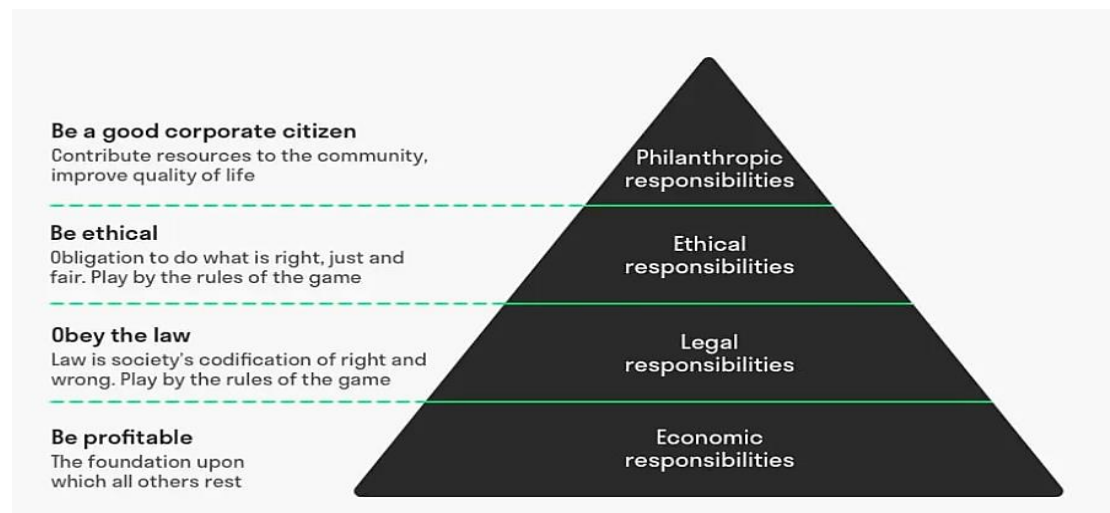 Be a good corporate citizen
Contribute resources to the community,
improve quality of life
Philanthropic
responsibilities
Be ethical
Obligation to do what is right, just and
fair. Play by the rules of the game
Ethical
responsibilities
Obey the law
Law is society's codification of right and
wrong. Play by the rules of the game
Legal
responsibilities
Be profitable
The foundation upon
which all others rest
Economic
responsibilities